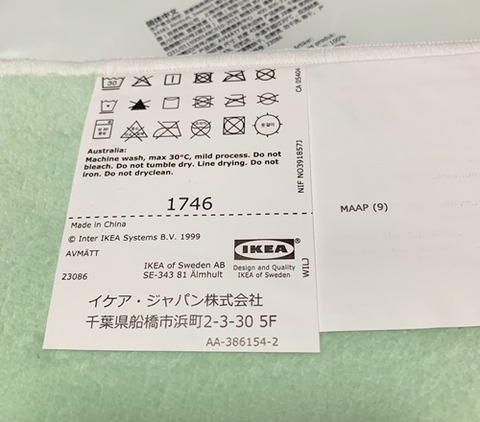 30
Australia:
Machine wash, max 30°C, mild process. Do not
bleach. Do not tumble dry. Line drying. Do not
iron. Do not dryclean.
1746
Made in China
© Inter IKEA Systems B.V. 1999
AVMÄTT
23086
IKEA of Sweden AB
SE-343 81 Älmhult
IKEA
Design and Quality
IKEA of Sweden
イケア・ジャパン株式会社
千葉県船橋市浜町2-3-30 5F
AA-386154-2
CA 05404
NIF NO3918571
WILJ
MAAP (9)